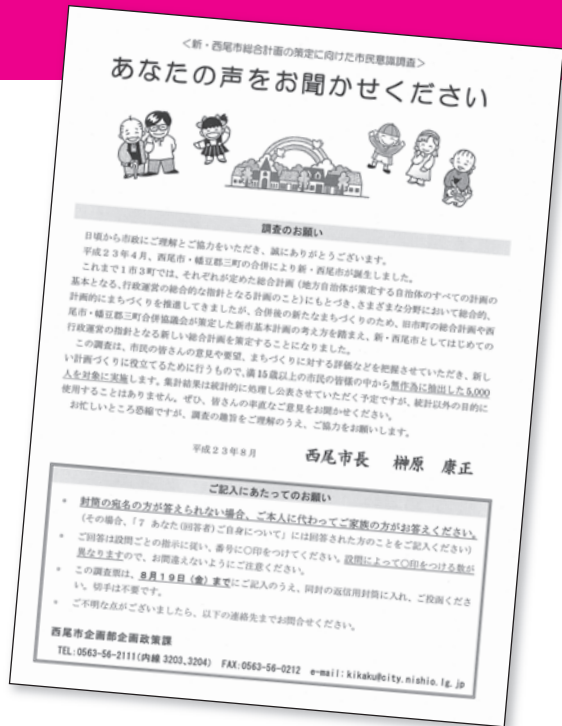 <新・西尾市総合計画の策定に向けた市民意識調査>
あなたの声をお聞かせください
調査のお願い
日頃から市政にご理解とご協力をいただき、誠にありがとうございます。
平成23年4月、西尾市・幡豆郡三町の合併により新・西尾市が誕生しました。
これまで1市3町では、それぞれが定めた総合計画(地方自治体が策定する自治体のすべての計画の
基本となる、行政運営の総合的な指針となる計画のこと)にもとづき、さまざまな分野において総合的、
計画的にまちづくりを推進してきましたが、合併後の新たなまちづくりのため、旧市町の総合計画や西
尾市・幡豆郡三町合併協議会が策定した新市基本計画の考え方を踏まえ、新・西尾市としてはじめての
行政運営の指針となる新しい総合計画を策定することになりました。
この調査は、市民の皆さんの意見や要望、まちづくりに対する評価などを把握させていただき、新し
い計画づくりに役立てるために行うもので、満15歳以上の市民の皆様の中から無作為に抽出した5,000
人を対象に実施します。集計結果は統計的に処理し公表させていただく予定ですが、統計以外の目的に
使用することはありません。ぜひ、皆さんの率直なご意見をお聞かせください。
お忙しいところ恐縮ですが、調査の趣旨をご理解のうえ、ご協力をお願いします。
平成23年8月
西尾市長 榊原 康正
ご記入にあたってのお願い
* 封筒の宛名の方が答えられない場合、ご本人に代わってご家族の方がお答えください。
(その場合、「7 あなた(回答者)ご自身について」には回答された方のことをご記入ください)
* ご回答は設問ごとの指示に従い、番号に○印をつけてください。設問によって○印をつける数が
異なりますので、お間違えないようにご注意ください。
* この調査票は、8月19日(金)までにご記入のうえ、同封の返信用封筒に入れ、ご投函くださ
い。切手は不要です。
* ご不明な点がございましたら、以下の連絡先までお問合せください。
西尾市企画部企画政策課
TEL:0563-56-2111(内線 3203、3204) FAX:0563-56-0212 e-mail:kikaku@city.nishio.lg.jp